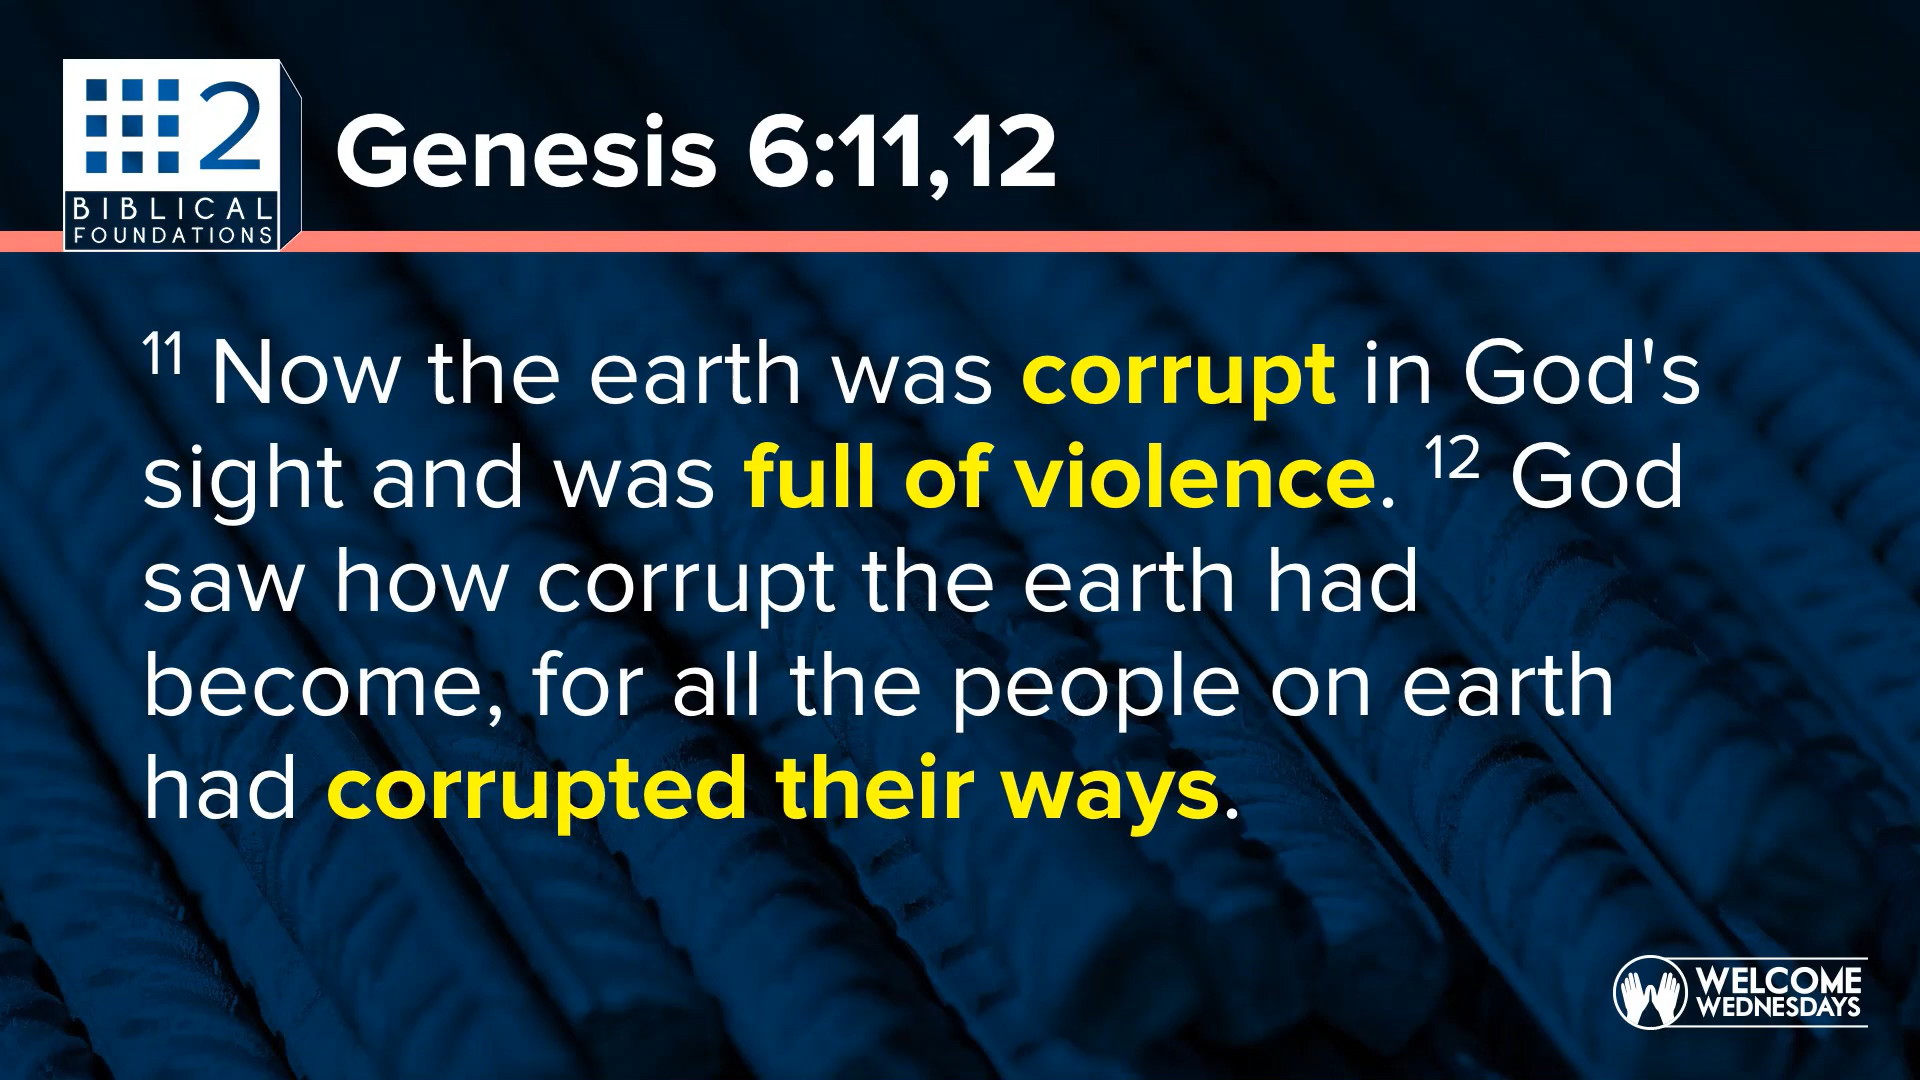 2
BIBLICAL
FOUNDATIONS
Genesis 6:11,12
11 Now the earth was corrupt in God's
sight and was full of violence. 12 God
saw how corrupt the earth had
become, for all the people on earth
had corrupted their ways.
WELCOME
WEDNESDAYS